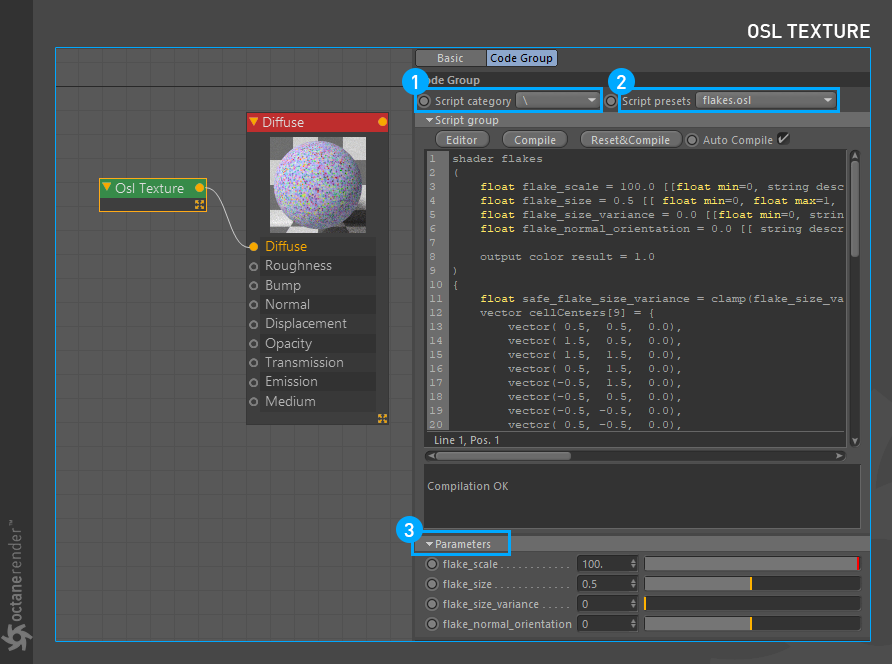 OSL TEXTURE
Basic
Code Group
1
2
ode Group
Script category
\
Script presets
flakes.osl
Script group
Editor
Compile
Reset&Compile
Auto Compile
1 shader flakes
2 (
3 float flake_scale = 100.0 [[float min=0, string desc
4 float flake_size = 0.5 [[ float min=0, float max=1,
5 float flake_size_variance = 0.0 [[float min=0, strin
6 float flake_normal_orientation = 0.0 [[ string descr
7
8 output color result = 1.0
9 )
10 {
11 float safe_flake_size_variance = clamp(flake_size_va
12 vector cellCenters[9] = {
13 vector( 0.5, 0.5, 0.0),
14 vector( 1.5, 0.5, 0.0),
15 vector( 1.5, 1.5, 0.0),
16 vector( 0.5, 1.5, 0.0),
17 vector(-0.5, 1.5, 0.0),
18 vector(-0.5, 0.5, 0.0),
19 vector(-0.5, -0.5, 0.0),
20 vector( 0.5, -0.5, 0.0),
Line 1, Pos. 1
Compilation OK
3
Parameters
flake_scale . . . . . . . . . . . . 100.
flake_size . . . . . . . . . . . . . 0.5
flake_size_variance . . . . . 0
flake_normal_orientation 0
Osl Texture
Diffuse
Diffuse
Roughness
Bump
Normal
Displacement
Opacity
Transmission
Emission
Medium
octanerender™